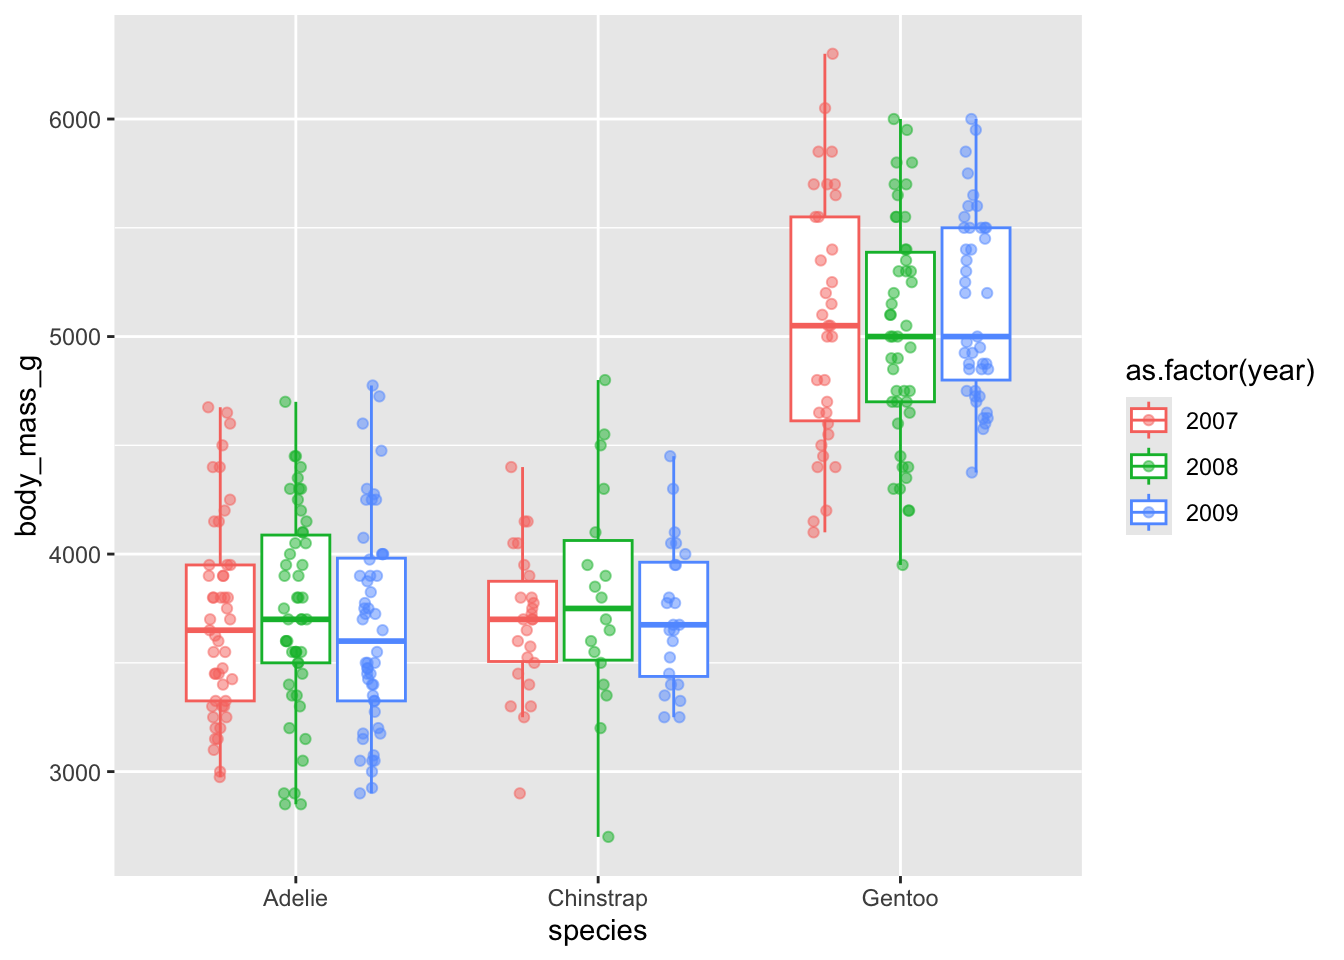 6000
5000
4000
3000
body_mass_g
Adelie
Chinstrap
Gentoo
species
as.factor(year)
2007
2008
2009